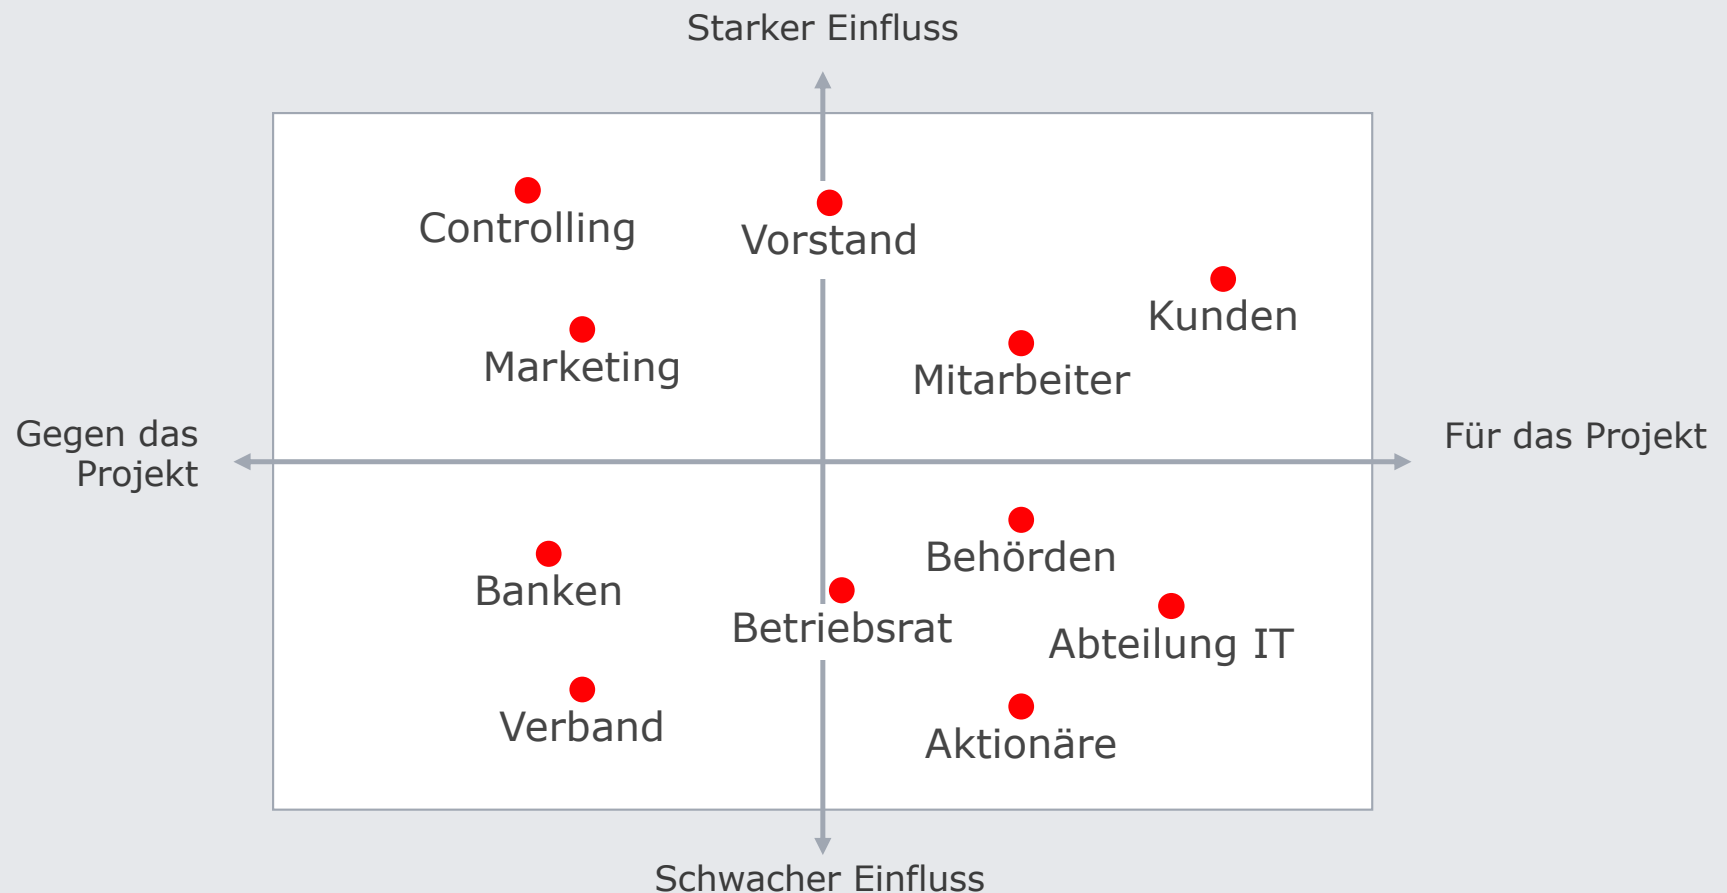 Starker Einfluss
Controlling
Vorstand
Kunden
Marketing
Mitarbeiter
Gegen das
Projekt
Für das Projekt
Behörden
Banken
Betriebsrat
Abteilung IT
Verband
Aktionäre
Schwacher Einfluss